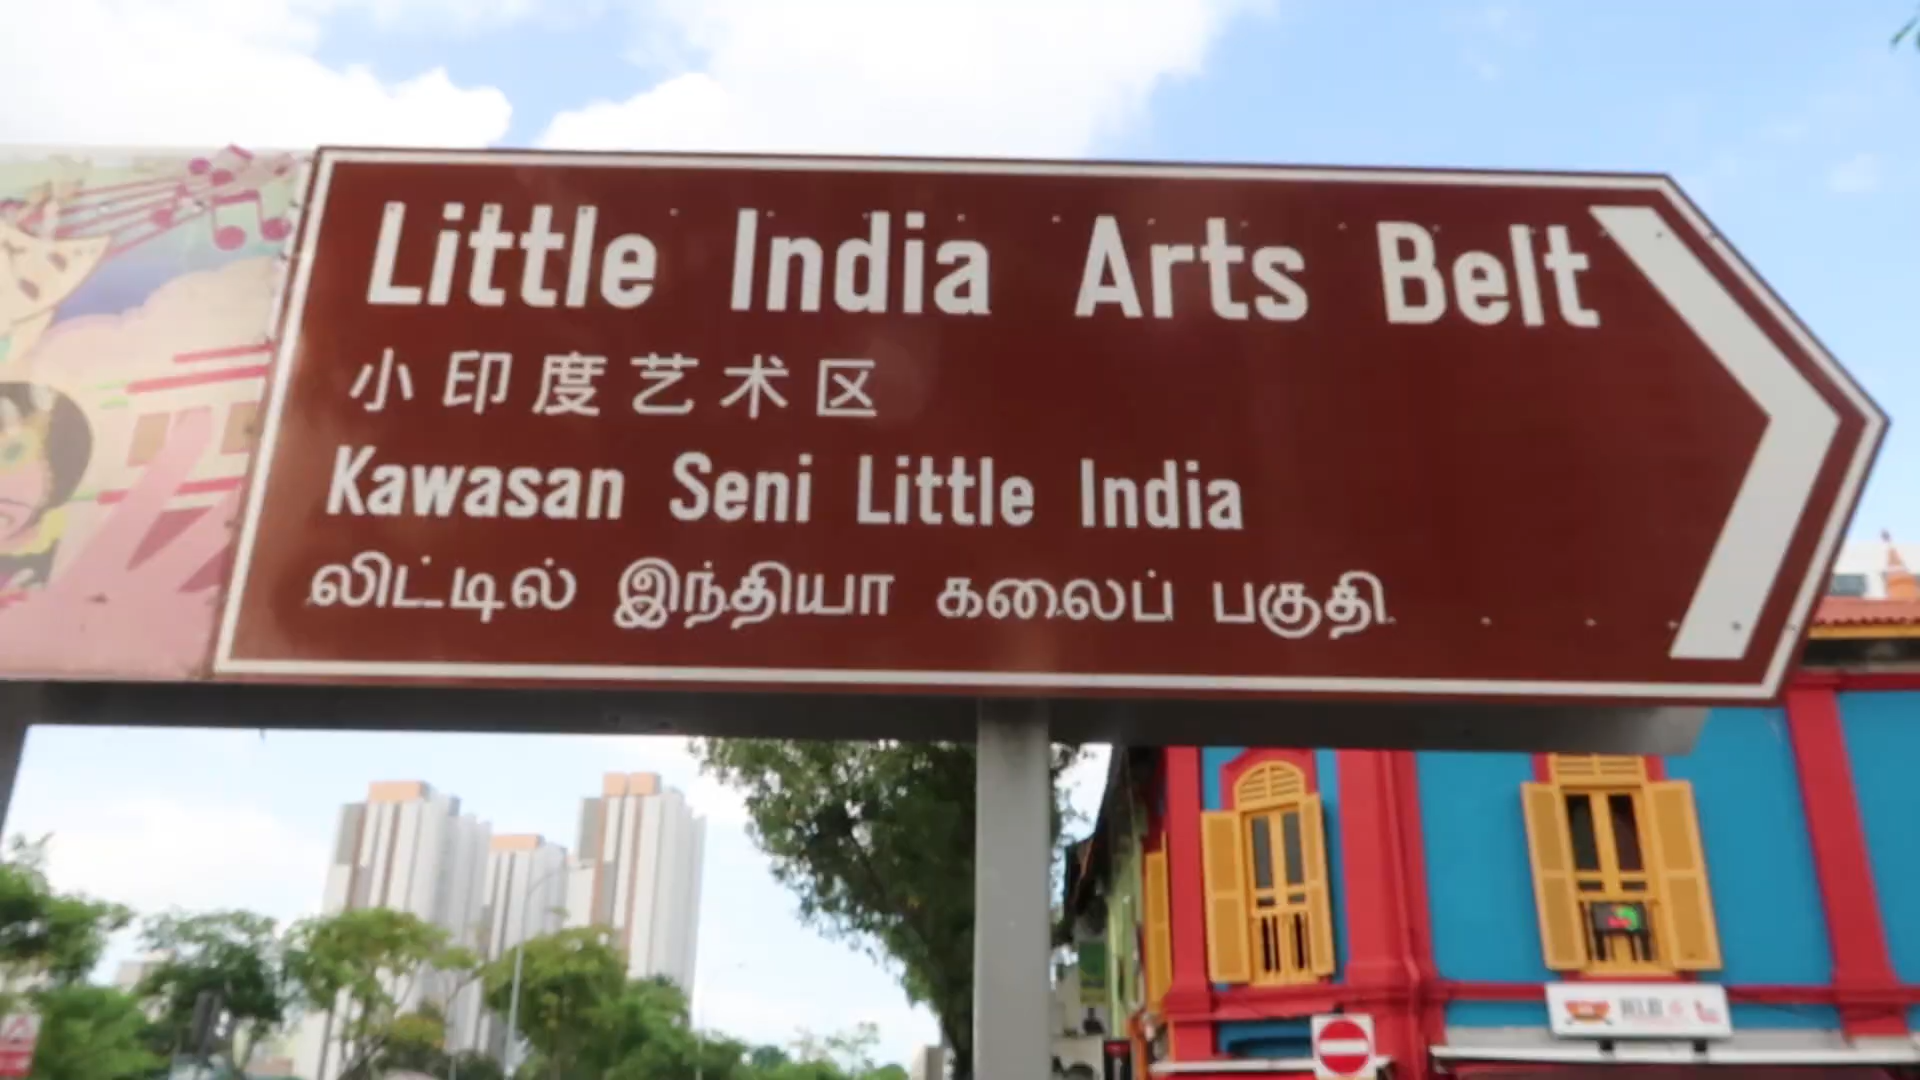 Little India Arts Belt
小印度艺术区
Kawasan Seni Little India
லிட்டில் இந்தியா கலைப் பகுதி